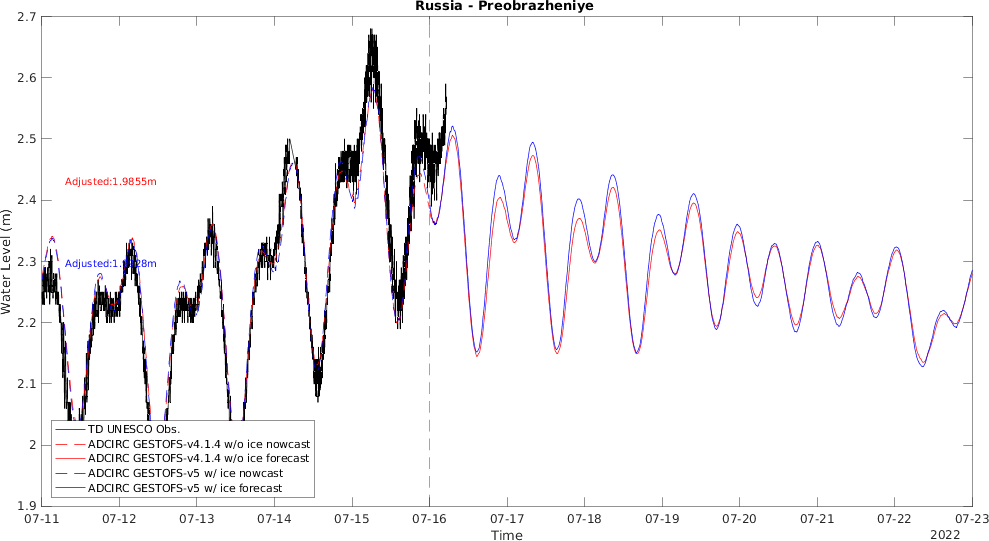 Russia - Preobrazheniye
Water Level (m)
2.7
2.6
2.5
2.4
2.3
2.2
2.1
2
1.9
Adjusted:1.9855m
TD UNESCO Obs.
ADCIRC GESTOFS-v4.1.4 w/o ice nowcast
ADCIRC GESTOFS-v4.1.4 w/o ice forecast
ADCIRC GESTOFS-v5 w/ ice nowcast
ADCIRC GESTOFS-v5 w/ ice forecast
07-11 07-12 07-13 07-14 07-15 07-16 07-17 07-18 07-19 07-20 07-21 07-22 07-23
Time
2022